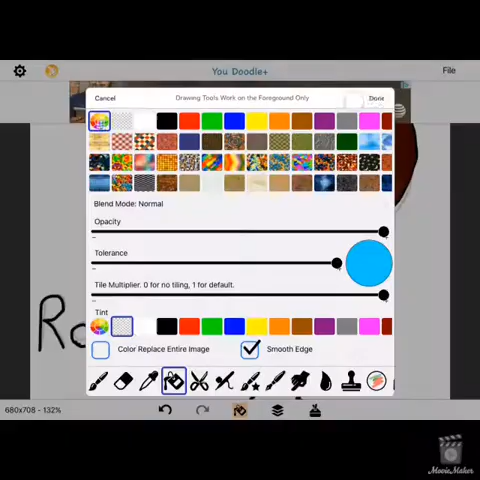 You Doodle+
File
Cancel
Drawing Tools Work on the Foreground Only
Done
Blend Mode: Normal
Opacity
Tolerance
Tile Multiplier. 0 for no tiling, 1 for default.
Tint
Color Replace Entire Image
Smooth Edge
Ro
680x708 - 132%
MovieMaker